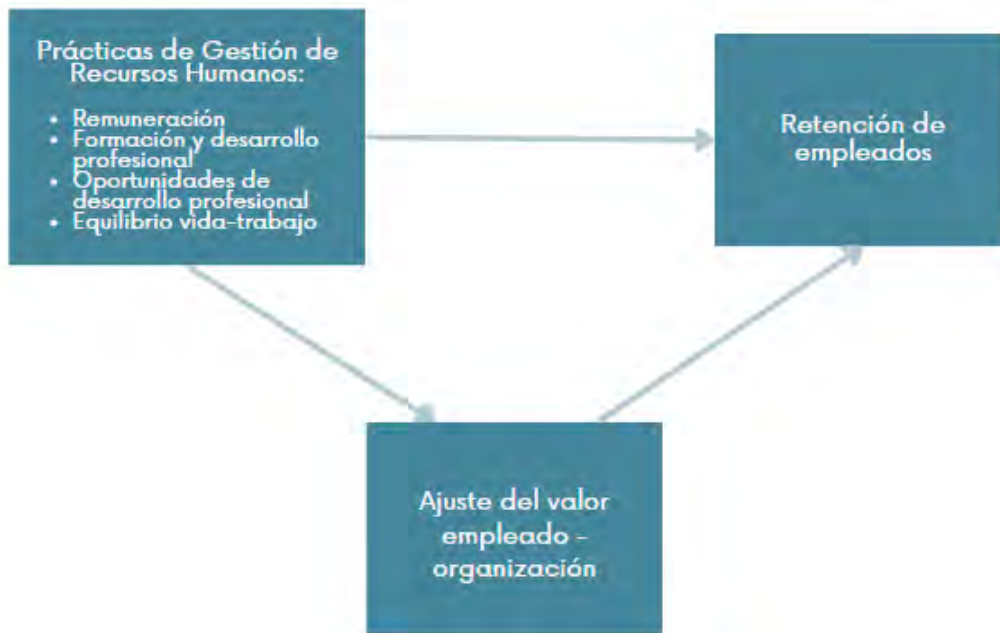 Prácticas de Gestión de
Recursos Humanos:
• Remuneración
• Formación y desarrollo
profesional
• Oportunidades de
desarrollo profesional
• Equilibrio vida-trabajo
Retención de
empleados
Ajuste del valor
empleado -
organización